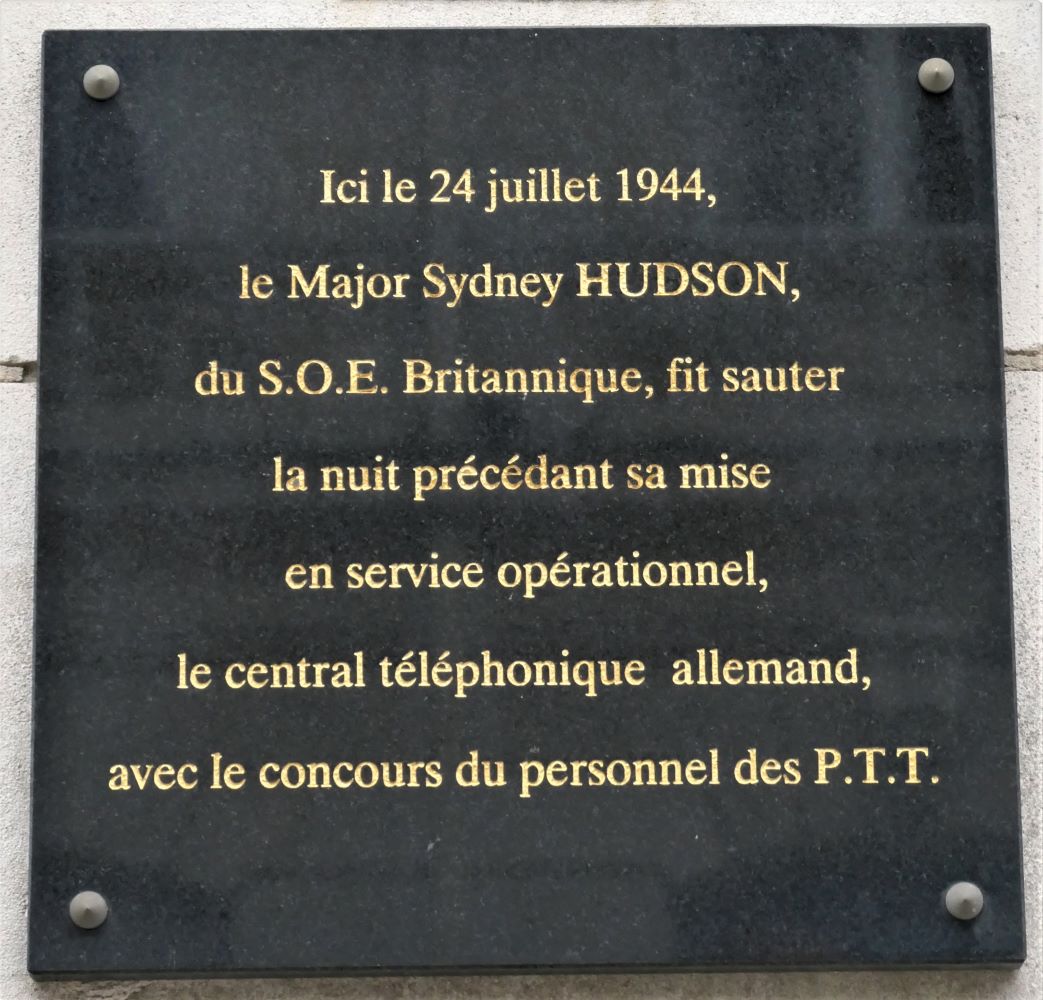 Ici le 24 juillet 1944,
le Major Sydney HUDSON,
du S.O.E. Britannique, fit sauter
la nuit précédant sa mise
en service opérationnel,
le central téléphonique allemand,
avec le concours du personnel des P.T.T.